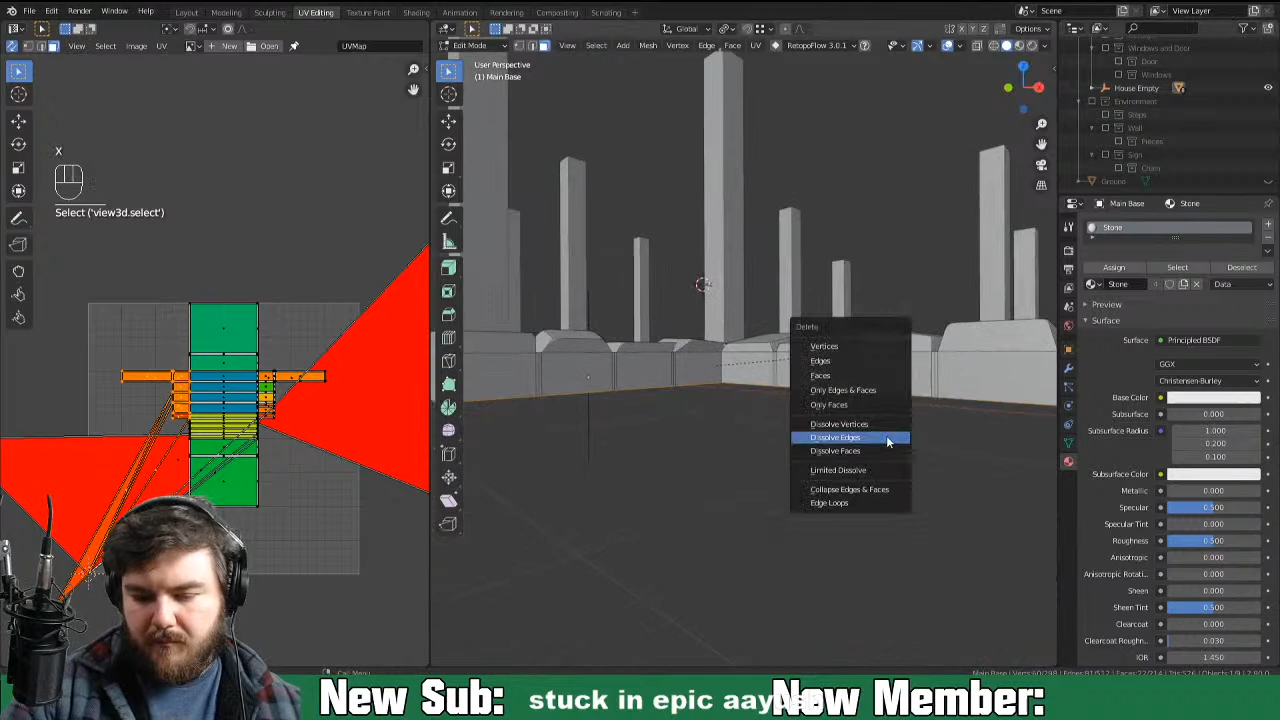 File Edit Render Window Help Layout Modeling Sculpting UV Editing Texture Paint Shading Animation Rendering Compositing Scripting Scene View Layer
New Open UVMap Global Options
View Select Image UV Edit Mode View Select Add Mesh Vertex Edge Face UV RetopoFlow 3.0.1
User Perspective
(1) Main Base
X
Select ('view3d.select')
Delete
Vertices
Edges
Faces
Only Edges & Faces
Only Faces
Dissolve Vertices
Dissolve Edges
Dissolve Faces
Limited Dissolve
Collapse Edges & Faces
Edge Loops
Windows and Door
Door
Windows
House Empty
Environment
Steps
Wall
Pieces
Sign
Chain
Ground
Main Base Stone
Stone
Assign Select Deselect
Stone Data
Preview
Surface
Surface Principled BSDF
GGX
Christensen-Burley
Base Color
Subsurface 0.000
Subsurface Radius 1.000
0.200
0.100
Subsurface Color
Metallic 0.000
Specular 0.500
Specular Tint 0.000
Roughness 0.500
Anisotropic 0.000
Anisotropic Rotati.. 0.000
Sheen 0.000
Sheen Tint 0.500
Clearcoat 0.000
Clearcoat Roughn.. 0.030
IOR 1.450
New Sub: stuck in epic aayu New Member: